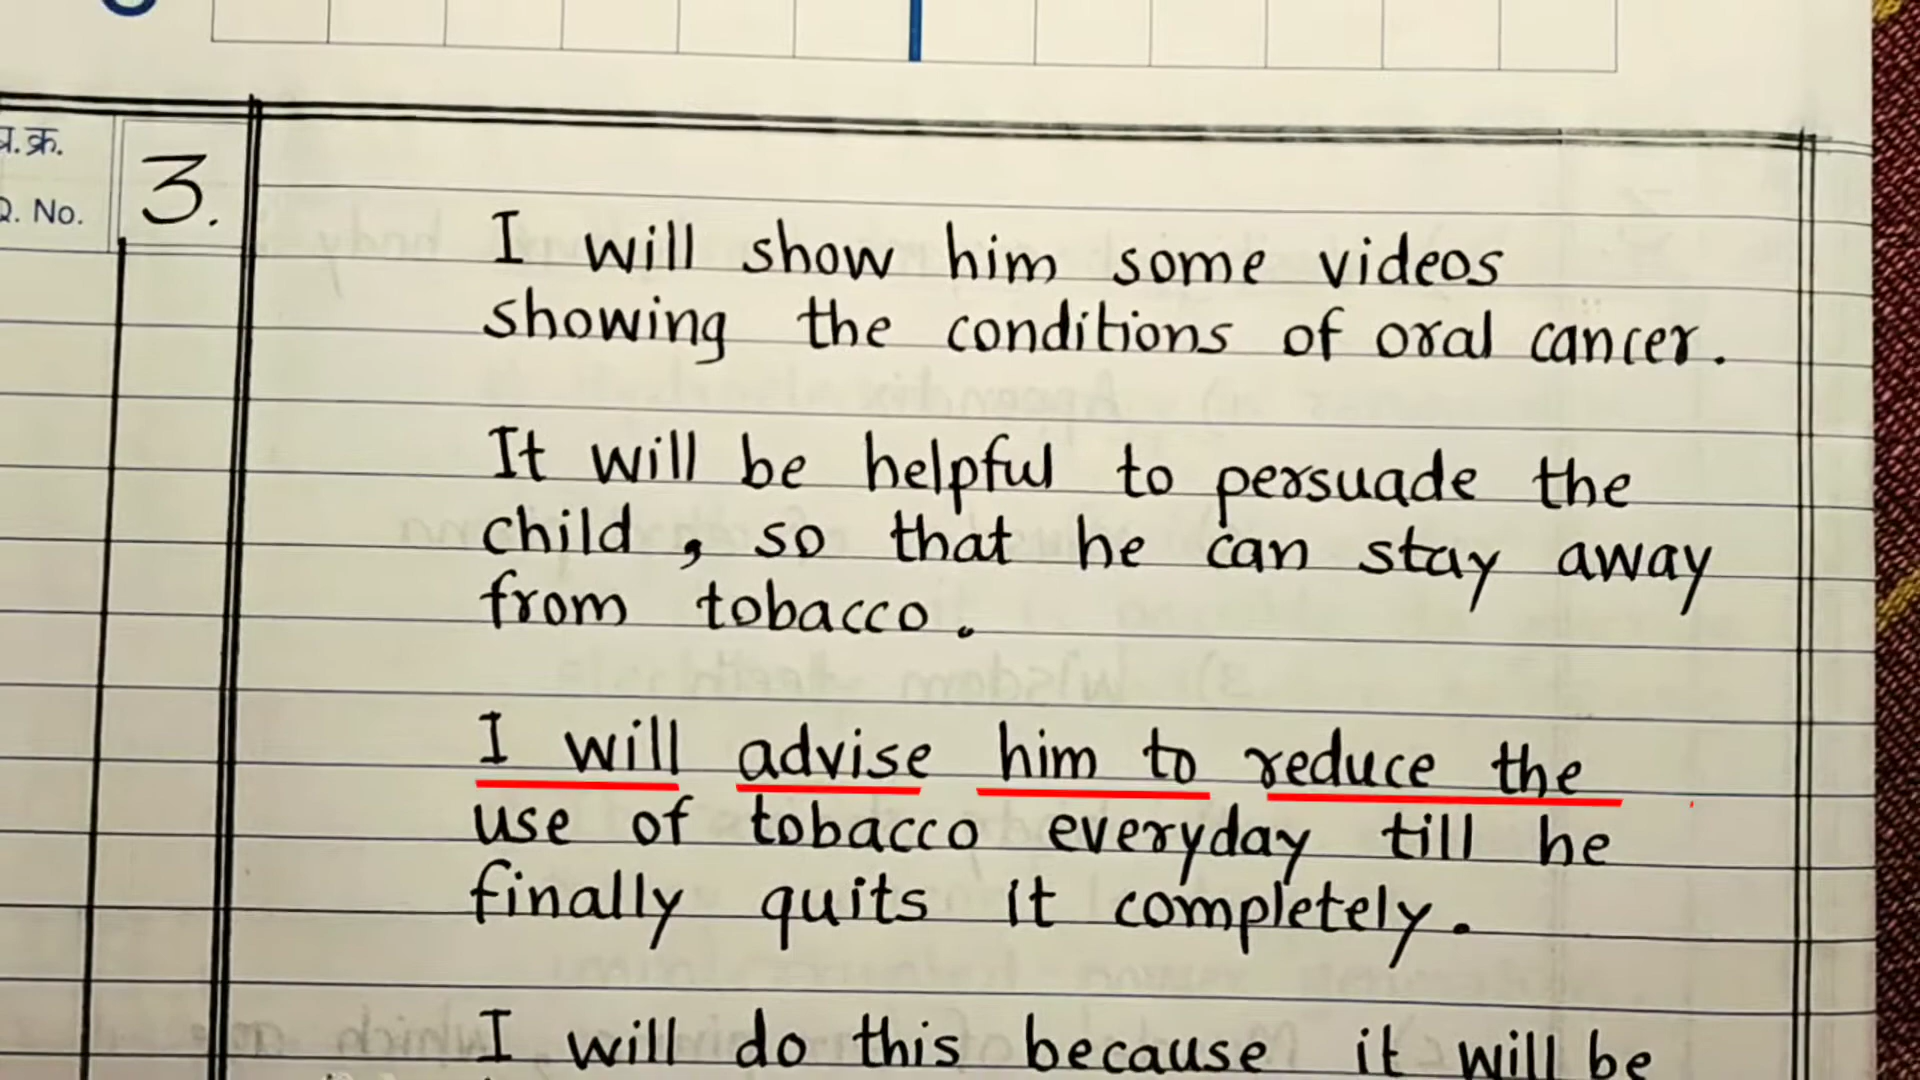 प्र.क्र.
Q. No.
3.
I will show him some videos
showing the conditions of oral cancer.
It will be helpful to persuade the
child, so that he can stay away
from tobacco.
I will advise him to reduce the
use of tobacco everyday till he
finally quits it completely.
I will do this because it will be